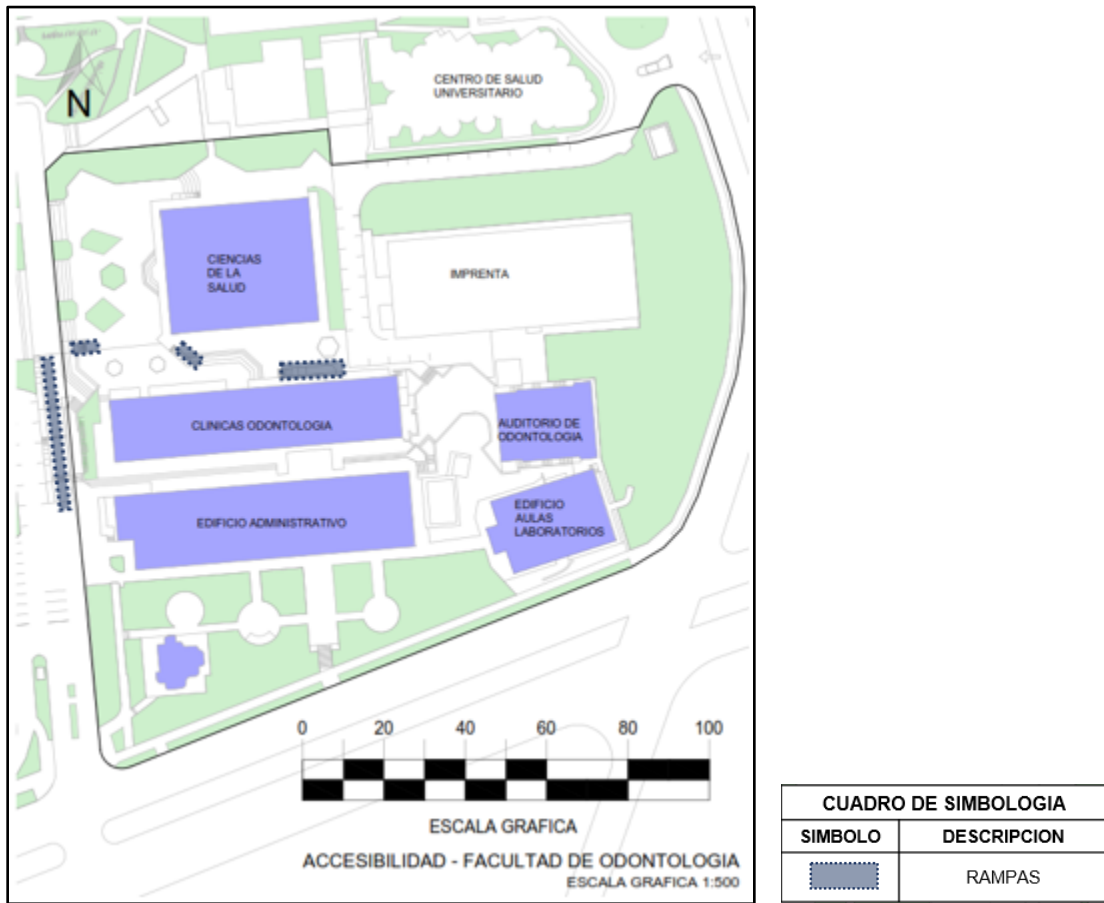 CENTRO DE SALUD
UNIVERSITARIO
N
CIENCIAS
DE LA
SALUD
IMPRENTA
CLINICAS ODONTOLOGIA
AUDITORIO DE
ODONTOLOGIA
EDIFICIO ADMINISTRATIVO
EDIFICIO
AULAS
LABORATORIOS
0 20 40 60 80 100
ESCALA GRAFICA
ACCESIBILIDAD - FACULTAD DE ODONTOLOGIA
ESCALA GRAFICA 1:500
CUADRO DE SIMBOLOGIA
SIMBOLO DESCRIPCION
RAMPAS